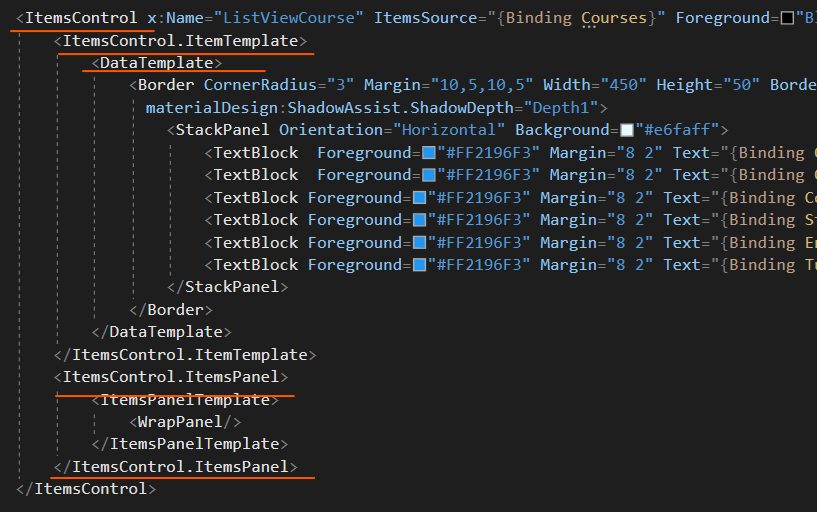 <ItemsControl x:Name="ListViewCourse" ItemsSource="{Binding Courses}" Foreground="Bl
<ItemsControl.ItemTemplate>
<DataTemplate>
<Border CornerRadius="3" Margin="10,5,10,5" Width="450" Height="50" Borde
materialDesign:ShadowAssist.ShadowDepth="Depth1">
<StackPanel Orientation="Horizontal" Background="#e6faff">
<TextBlock  Foreground="#FF2196F3" Margin="8 2" Text="{Binding C
<TextBlock  Foreground="#FF2196F3" Margin="8 2" Text="{Binding C
<TextBlock Foreground="#FF2196F3" Margin="8 2" Text="{Binding Co
<TextBlock Foreground="#FF2196F3" Margin="8 2" Text="{Binding St
<TextBlock Foreground="#FF2196F3" Margin="8 2" Text="{Binding En
<TextBlock Foreground="#FF2196F3" Margin="8 2" Text="{Binding Tu
</StackPanel>
</Border>
</DataTemplate>
</ItemsControl.ItemTemplate>
<ItemsControl.ItemsPanel>
<ItemsPanelTemplate>
<WrapPanel/>
</ItemsPanelTemplate>
</ItemsControl.ItemsPanel>
</ItemsControl>